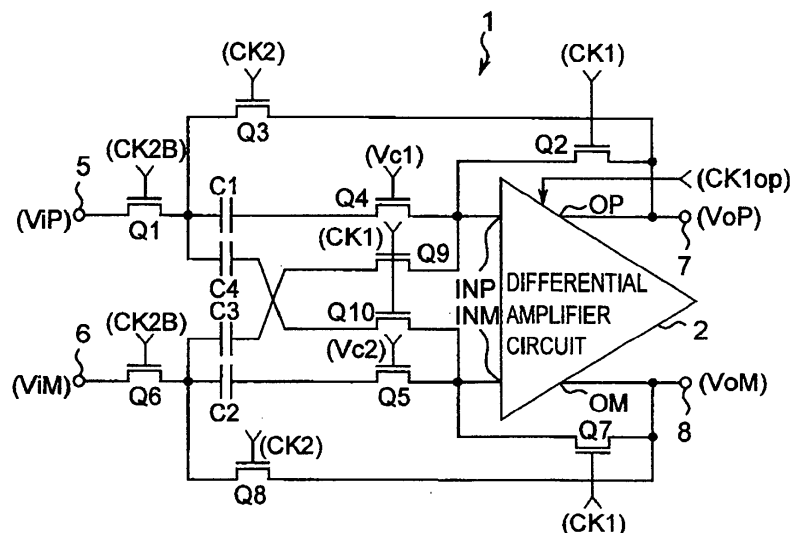 1
(CK2)
(CK1)
Q3
Q2
(CK2B)
(Vc1)
5
C1
Q4
(CK1op)
OP
(ViP)
Q1
(CK1)
(VoP)
Q9
7
C4
INP DIFFERENTIAL
C3
INM AMPLIFIER
6
(CK2B)
Q10
CIRCUIT
2
(Vc2)
(ViM)
Q6
C2
Q5
OM
(VoM)
(CK2)
Q7
8
Q8
(CK1)